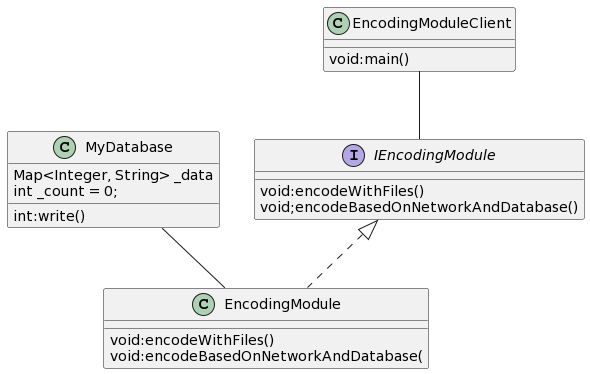 C EncodingModuleClient
void:main()
C MyDatabase
Map<Integer, String> _data
int _count = 0;
int:write()
I IEncodingModule
void:encodeWithFiles()
void;encodeBasedOnNetworkAndDatabase()
C EncodingModule
void:encodeWithFiles()
void:encodeBasedOnNetworkAndDatabase(